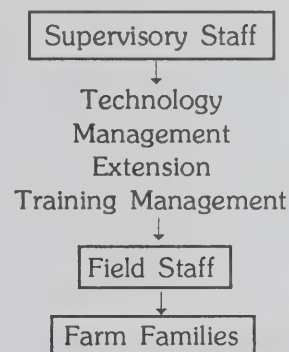 Supervisory Staff
Technology
Management
Extension
Training Management
Field Staff
Farm Families